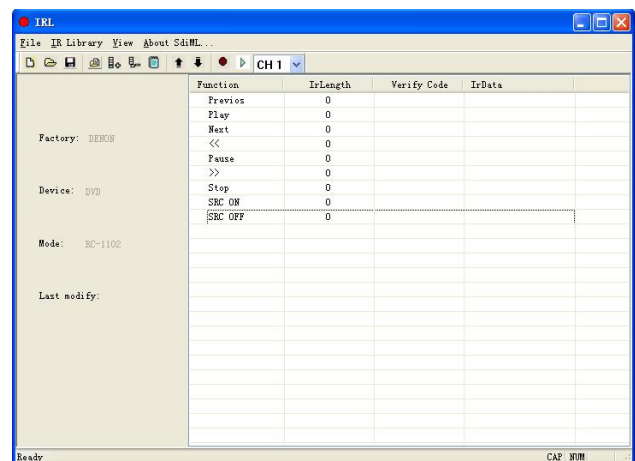 IRL
File IR Library View About SdiML...
CH 1
Function IrLength Verify Code IrData
Previos 0
Play 0
Next 0
<< 0
Pause 0
>> 0
Stop 0
SRC ON 0
SRC OFF 0
Factory: DENON
Device: DVD
Mode: RC-1102
Last modify:
Ready CAP NUM